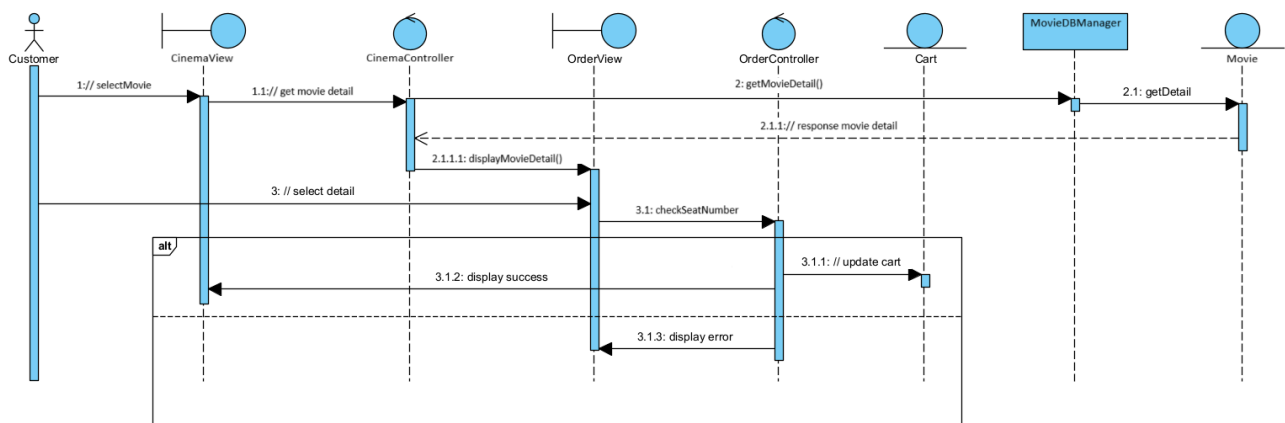 MovieDBManager
Customer
CinemaView
CinemaController
OrderView
OrderController
Cart
Movie
1:// selectMovie
1.1:// get movie detail
2: getMovieDetail()
2.1: getDetail
2.1.1:// response movie detail
2.1.1.1: displayMovieDetail()
3: // select detail
3.1: checkSeatNumber
alt
3.1.1: // update cart
3.1.2: display success
3.1.3: display error